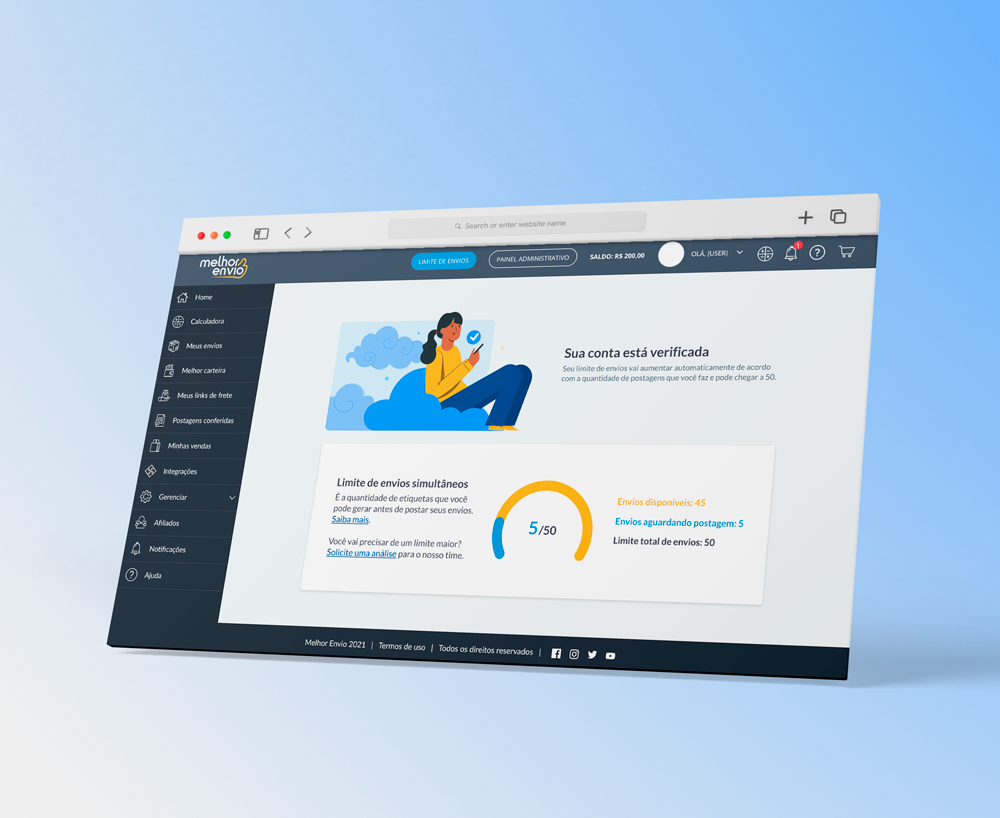 Search or enter website name
melhor
envio
LIMITE DE ENVIOS
PAINEL ADMINISTRATIVO
SALDO: R$ 200,00
OLÁ, [USER]
1
Home
Calculadora
Meus envios
Melhor carteira
Meus links de frete
Postagens conferidas
Minhas vendas
Integrações
Gerenciar
Afiliados
Notificações
Ajuda
Sua conta está verificada
Seu limite de envios vai aumentar automaticamente de acordo
com a quantidade de postagens que você faz e pode chegar a 50.
Limite de envios simultâneos
É a quantidade de etiquetas que você
pode gerar antes de postar seus envios.
Saiba mais.
Você vai precisar de um limite maior?
Solicite uma análise para o nosso time.
5/50
Envios disponíveis: 45
Envios aguardando postagem: 5
Limite total de envios: 50
Melhor Envio 2021 | Termos de uso | Todos os direitos reservados |